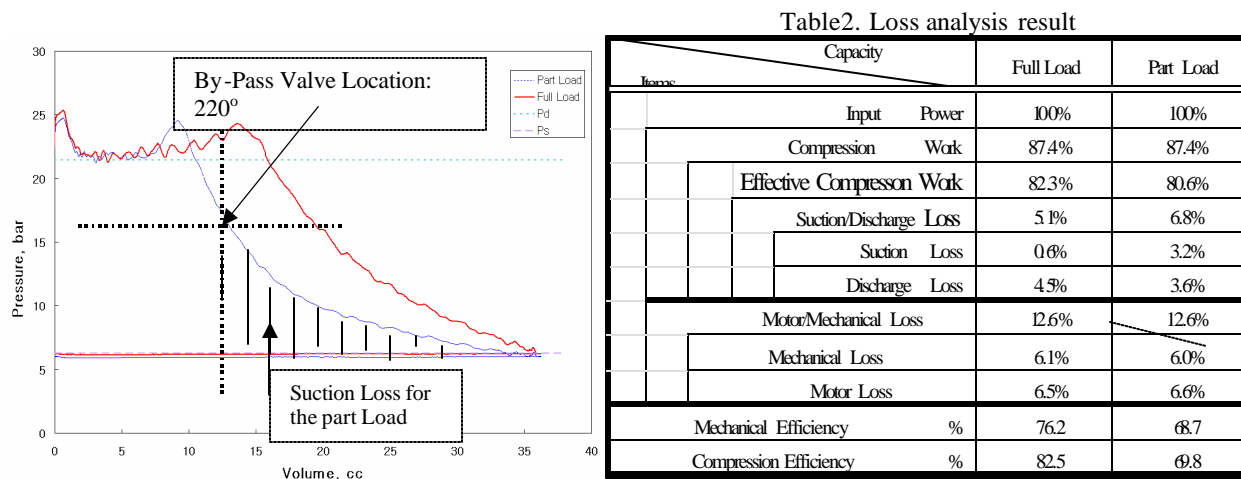 Table2. Loss analysis result
30
25
20
15
10
5
0
Pressure, bar
0 5 10 15 20 25 30 35 40
Volume, cc
By-Pass Valve Location:
220°
Part Load
Full Load
Pd
Ps
Suction Loss for
the part Load
Capacity
Items
Full Load
Part Load
Input Power 100% 100%
Compression Work 87.4% 87.4%
Effective Compresson Work 82.3% 80.6%
Suction/Discharge Loss 5.1% 6.8%
Suction Loss 0.6% 3.2%
Discharge Loss 4.5% 3.6%
Motor/Mechanical Loss 12.6% 12.6%
Mechanical Loss 6.1% 6.0%
Motor Loss 6.5% 6.6%
Mechanical Efficiency % 76.2 68.7
Compression Efficiency % 82.5 69.8